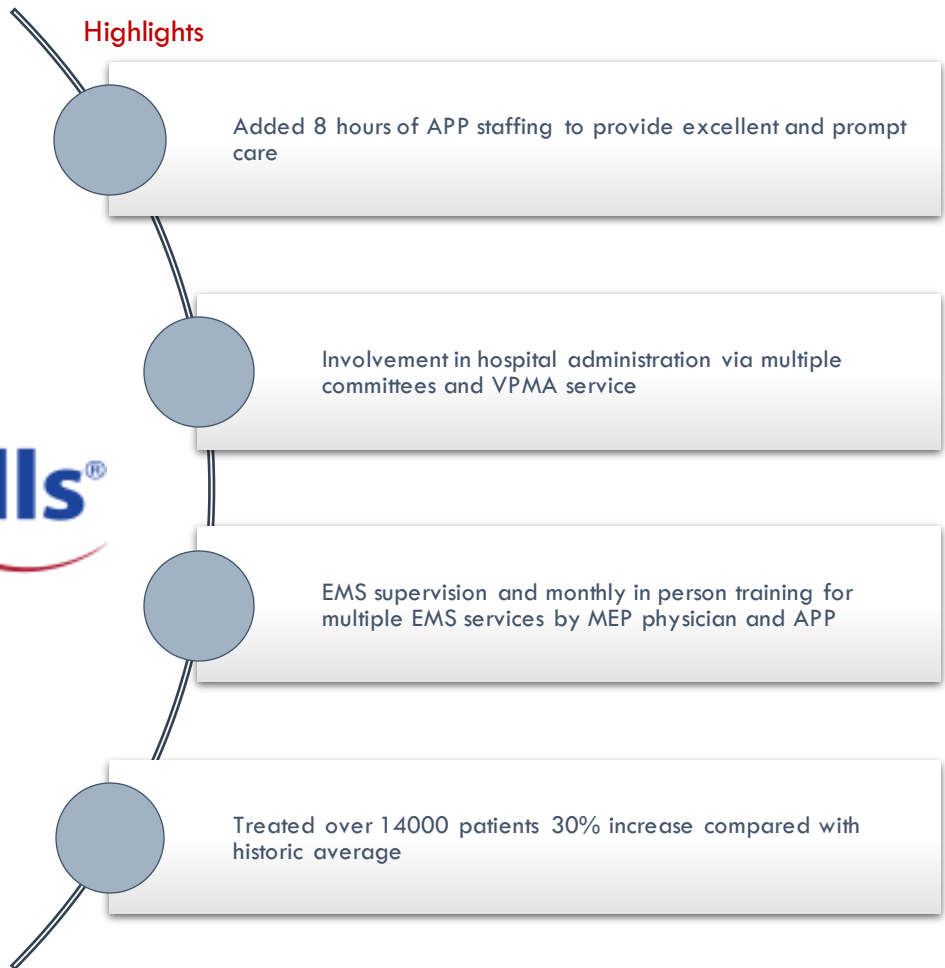 Highlights
Added 8 hours of APP staffing to provide excellent and prompt
care
Involvement in hospital administration via multiple
committees and VPMA service
lls®
EMS supervision and monthly in person training for
multiple EMS services by MEP physician and APP
Treated over 14000 patients 30% increase compared with
historic average